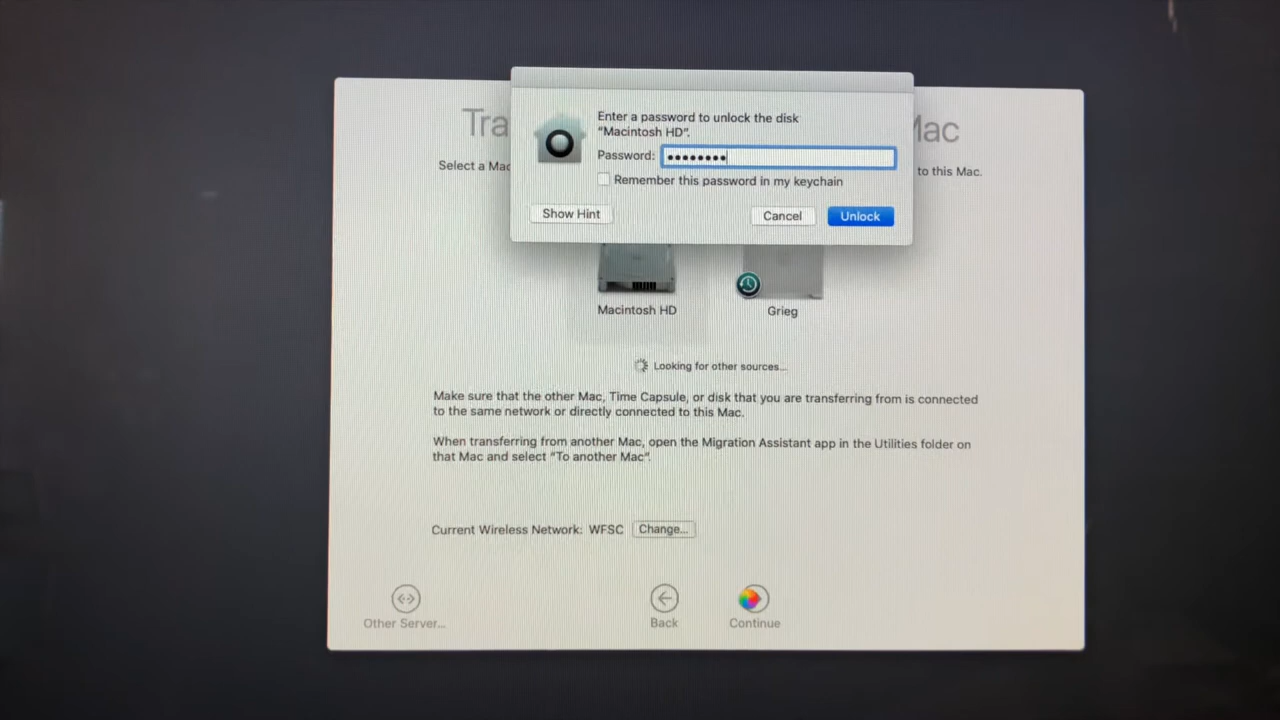 Tra
Mac
Select a Mac
to this Mac.
Enter a password to unlock the disk
“Macintosh HD”.
Password: ••••••••
Remember this password in my keychain
Show Hint
Cancel
Unlock
Macintosh HD
Grieg
Looking for other sources...
Make sure that the other Mac, Time Capsule, or disk that you are transferring from is connected
to the same network or directly connected to this Mac.
When transferring from another Mac, open the Migration Assistant app in the Utilities folder on
that Mac and select “To another Mac”.
Current Wireless Network: WFSC
Change...
Other Server...
Back
Continue